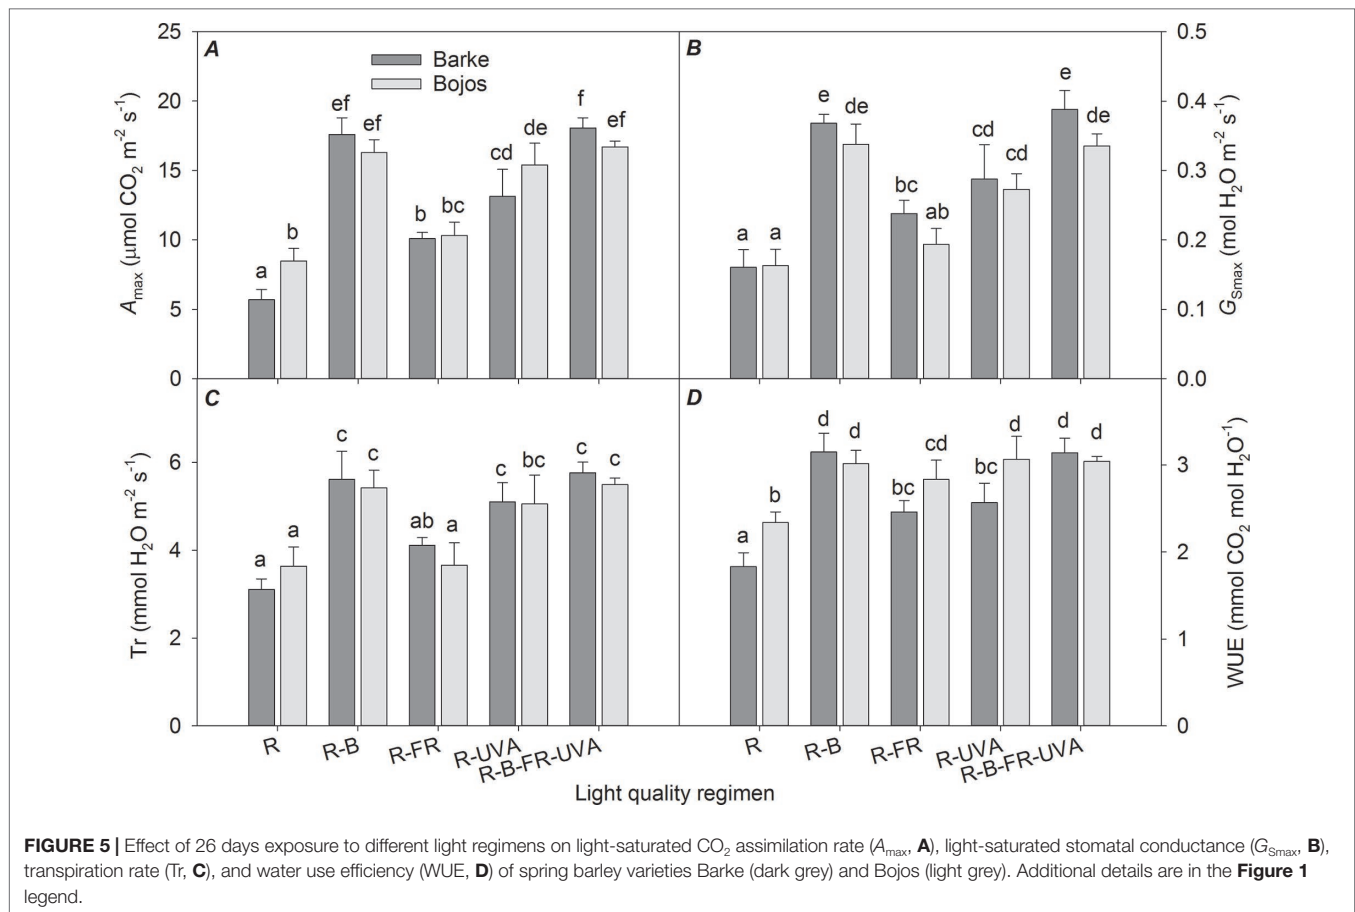 25
20
15
10
5
0
A_max (μmol CO₂ m⁻² s⁻¹)
A
Barke
Bojos
a
b
ef
ef
b
bc
cd
de
f
ef
B
a
a
e
de
bc
ab
cd
cd
e
de
0.5
0.4
0.3
0.2
0.1
0.0
G_Smax (mol H₂O m⁻² s⁻¹)
6
4
2
0
Tr (mmol H₂O m⁻² s⁻¹)
C
a
a
c
c
ab
a
c
bc
c
c
D
a
b
d
d
bc
cd
bc
d
d
d
3
2
1
0
WUE (mmol CO₂ mol H₂O⁻¹)
R
R-B
R-FR
R-UVA
R-B-FR-UVA
R
R-B
R-FR
R-UVA
R-B-FR-UVA
Light quality regimen
FIGURE 5 | Effect of 26 days exposure to different light regimens on light-saturated CO₂ assimilation rate (A_max, A), light-saturated stomatal conductance (G_Smax, B),
transpiration rate (Tr, C), and water use efficiency (WUE, D) of spring barley varieties Barke (dark grey) and Bojos (light grey). Additional details are in the Figure 1
legend.